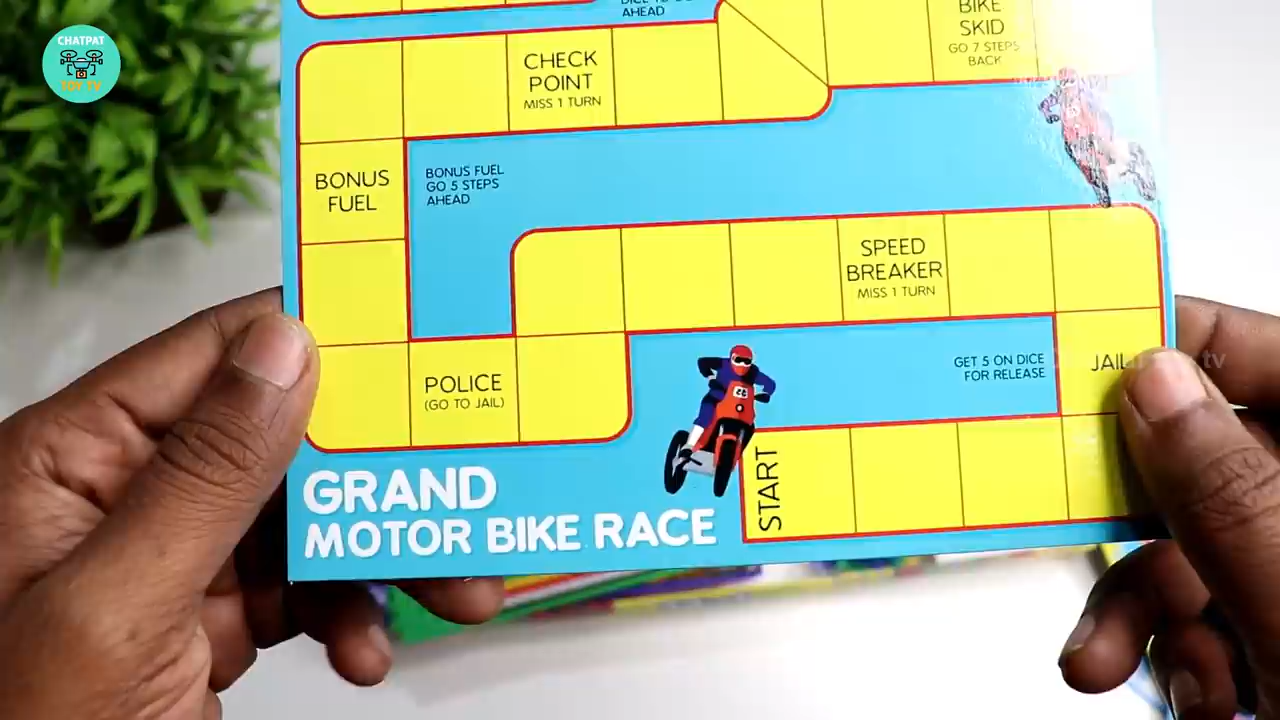 CHATPAT
TOY TV
AHEAD
BIKE
SKID
GO 7 STEPS
BACK
CHECK
POINT
MISS 1 TURN
BONUS
FUEL
BONUS FUEL
GO 5 STEPS
AHEAD
SPEED
BREAKER
MISS 1 TURN
POLICE
(GO TO JAIL)
GET 5 ON DICE
FOR RELEASE
JAIL
tv
START
GRAND
MOTOR BIKE RACE